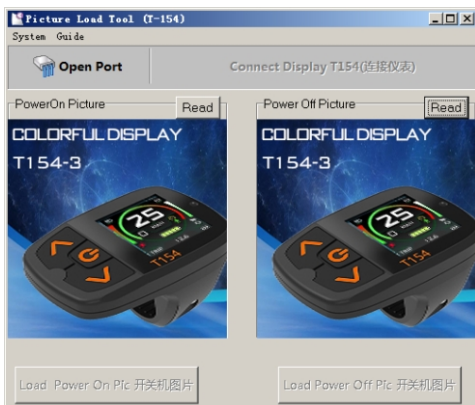 Picture Load Tool (T-154)
System Guide
Open Port
Connect Display T154(连接仪表)
PowerOn Picture
Read
Power Off Picture
Read
COLORFUL DISPLAY
T154-3
25
T154
COLORFUL DISPLAY
T154-3
25
T154
Load Power On Pic 开关机图片
Load Power Off Pic 开关机图片